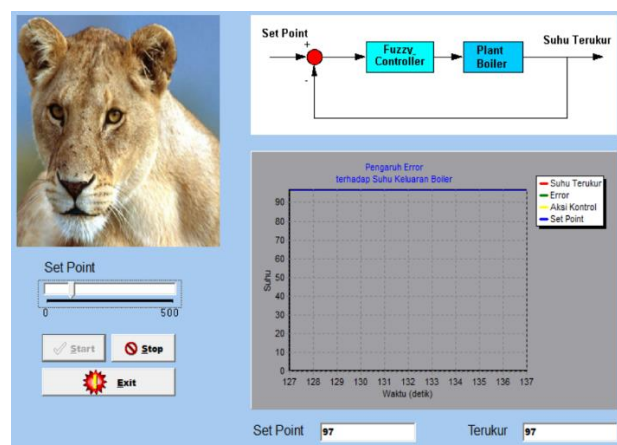 Set Point
+
-
Fuzzy
Controller
Plant
Boiler
Suhu Terukur
Pengaruh Error
terhadap Suhu Keluaran Boiler
Suhu Terukur
Error
Aksi Kontrol
Set Point
Suhu
90
80
70
60
50
40
30
20
10
0
127 128 129 130 131 132 133 134 135 136 137
Waktu (detik)
Set Point
0 500
Start
Stop
Exit
Set Point 97
Terukur 97